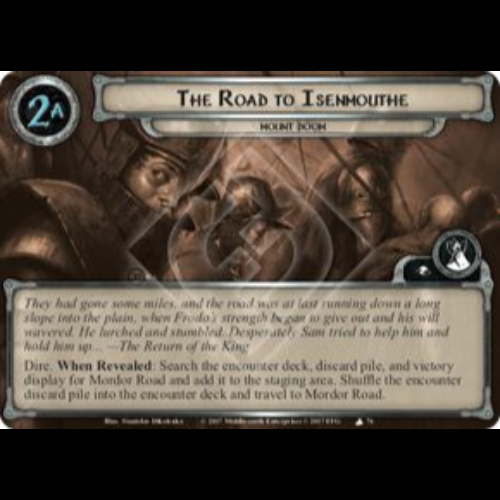 2A
The Road to Isenmouthe
Mount Doom
They had gone some miles, and the road was at last running down a long
slope into the plain, when Frodo's strength began to give out and his will
wavered. He lurched and stumbled. Desperately Sam tried to help him and
hold him up... —The Return of the King
Dire. When Revealed: Search the encounter deck, discard pile, and victory
display for Mordor Road and add it to the staging area. Shuffle the encounter
discard pile into the encounter deck and travel to Mordor Road.
Illus. © 2017 Middle-earth Enterprises © 2017 FFG